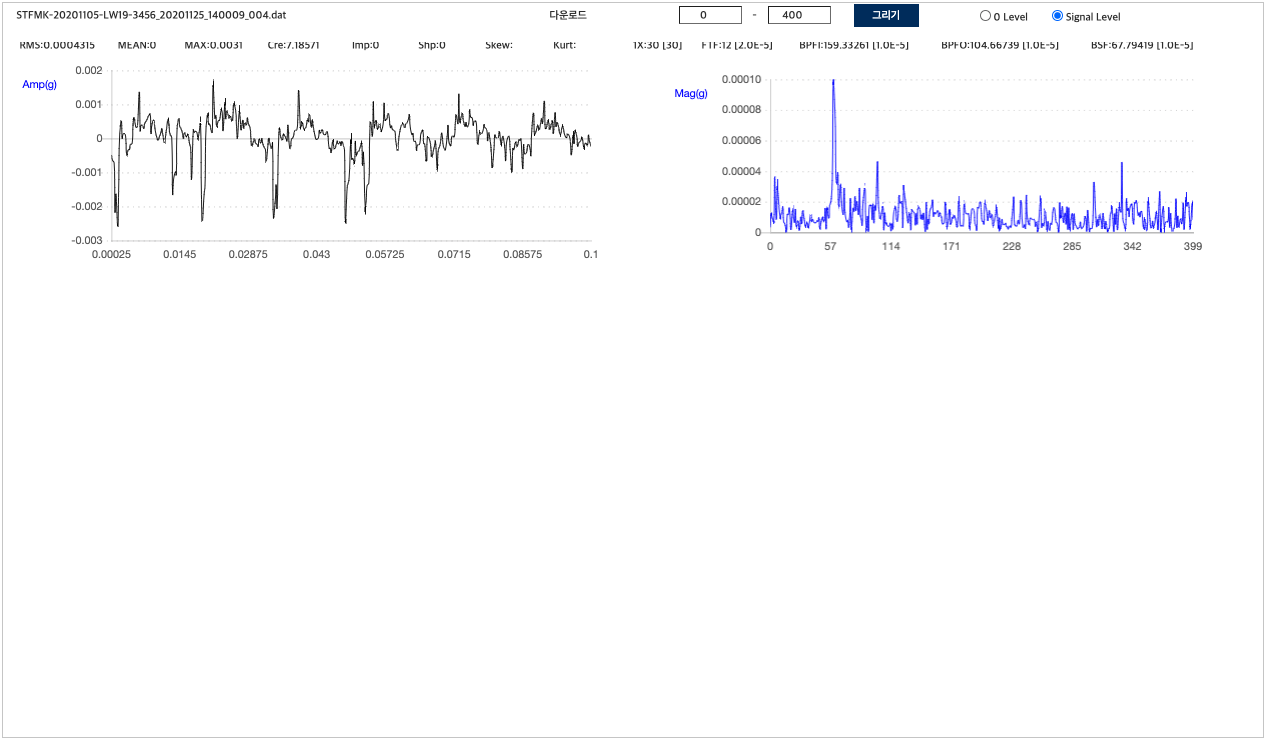 STFMK-20201105-LW19-3456_20201125_140009_004.dat 다운로드 0 - 400 그리기 0 Level Signal Level
RMS:0.0004315 MEAN:0 MAX:0.0031 Cre:7.18571 Imp:0 Shp:0 Skew: Kurt: 1X:30 [30] FTF:12 [2.0E-5] BPFI:159.33261 [1.0E-5] BPFO:104.66739 [1.0E-5] BSF:67.79419 [1.0E-5]
Amp(g)
0.002
0.001
0
-0.001
-0.002
-0.003
0.00025 0.0145 0.02875 0.043 0.05725 0.0715 0.08575 0.1
Mag(g)
0.00010
0.00008
0.00006
0.00004
0.00002
0
0 57 114 171 228 285 342 399